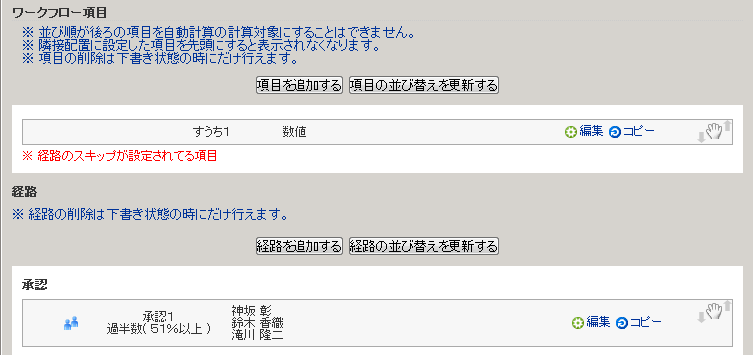 ワークフロー項目
※ 並び順が後ろの項目を自動計算の計算対象にすることはできません。
※ 隣接配置に設定した項目を先頭にすると表示されなくなります。
※ 項目の削除は下書き状態の時にだけ行えます。
項目を追加する 項目の並び替えを更新する
すうち1 数値 編集 コピー
※ 経路のスキップが設定されてる項目
経路
※ 経路の削除は下書き状態の時にだけ行えます。
経路を追加する 経路の並び替えを更新する
承認
承認1
過半数( 51%以上 )
神坂 彰
鈴木 香織
滝川 隆二
編集 コピー